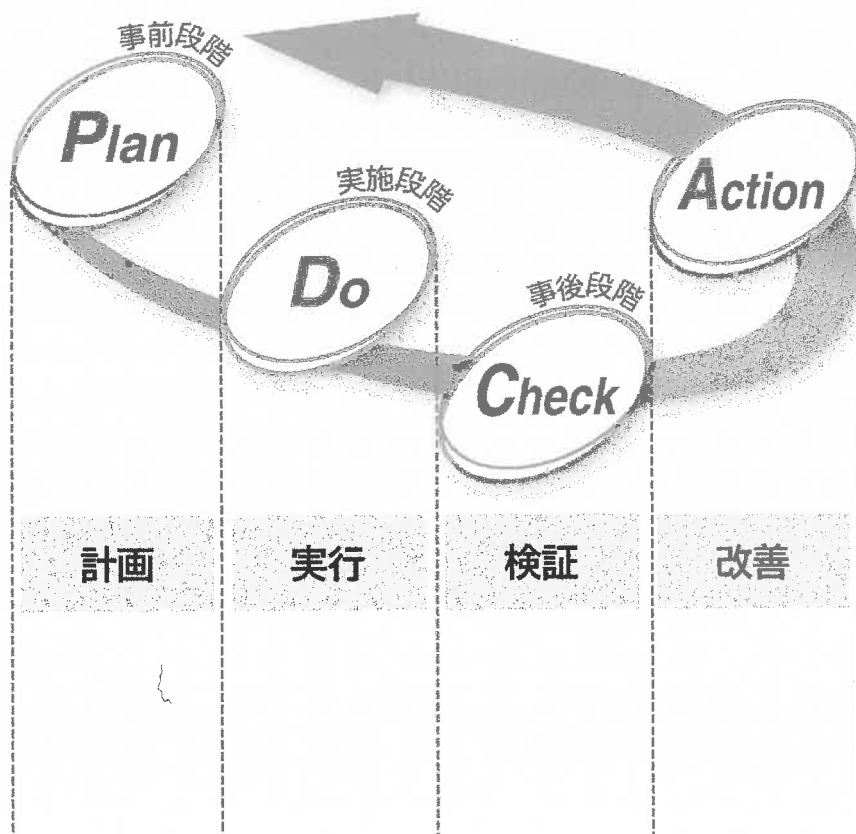 事前段階
Plan
実施段階
Do
事後段階
Check
Action
計画
実行
検証
改善